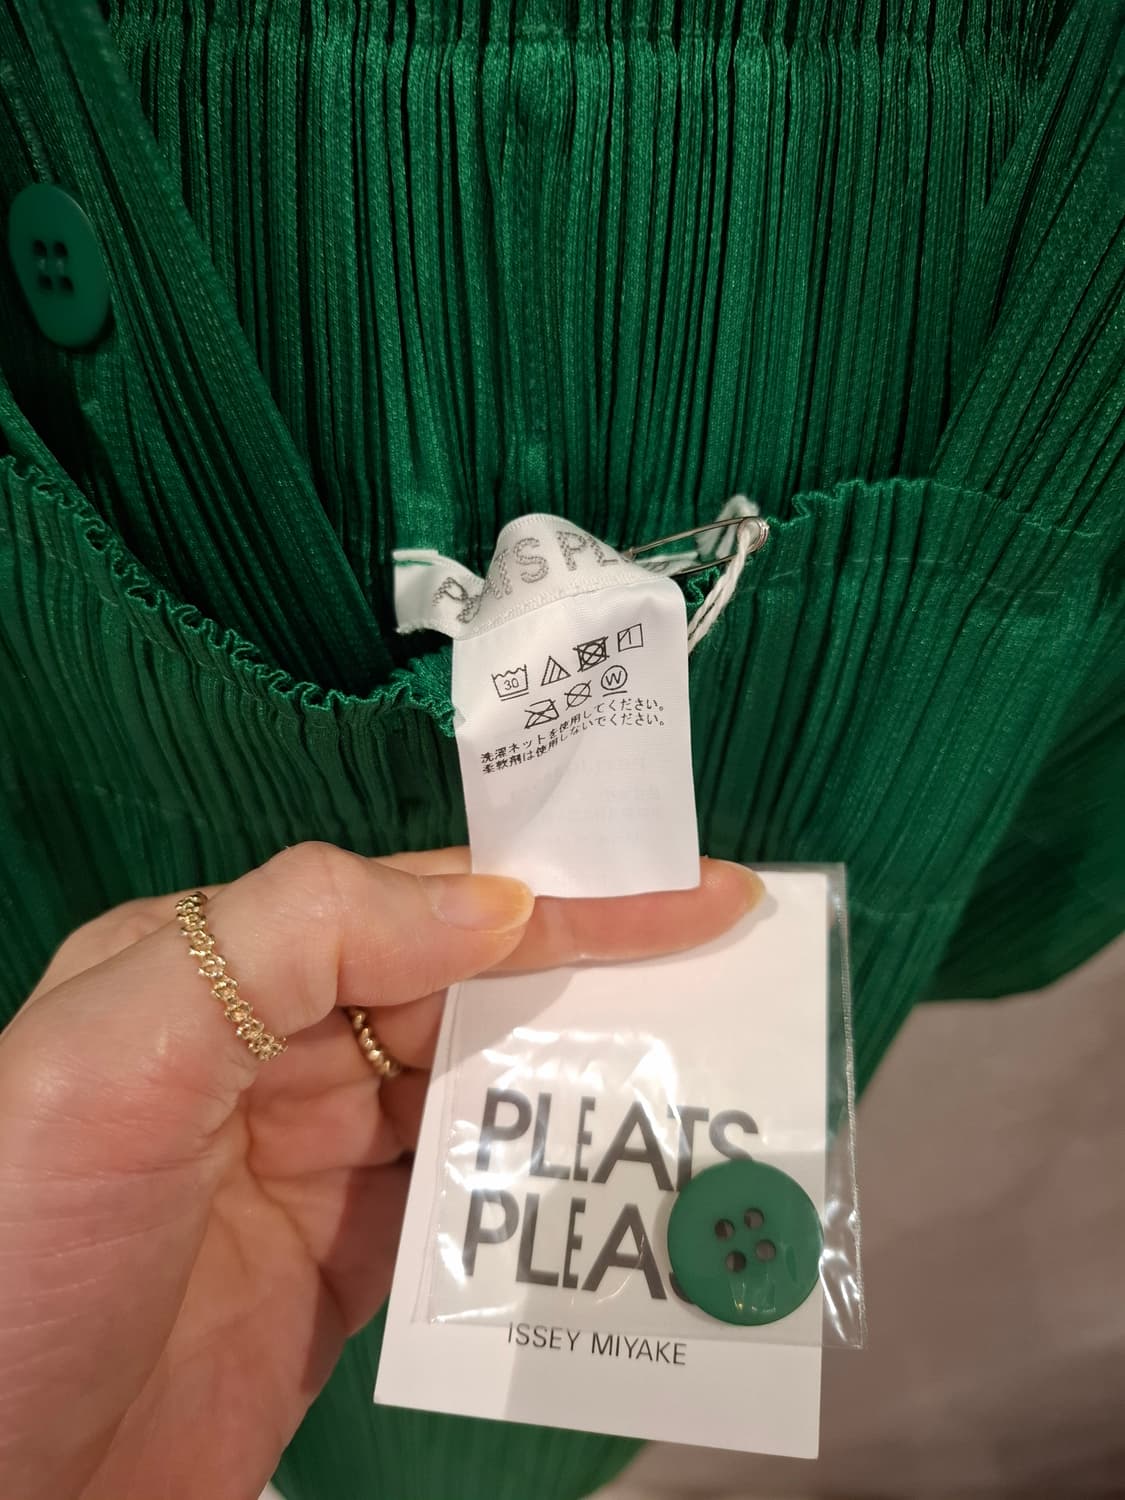 30
W
洗濯ネットを使用してください。
柔軟剤は使用しないでください。
PLEATS
ISSEY MIYAKE